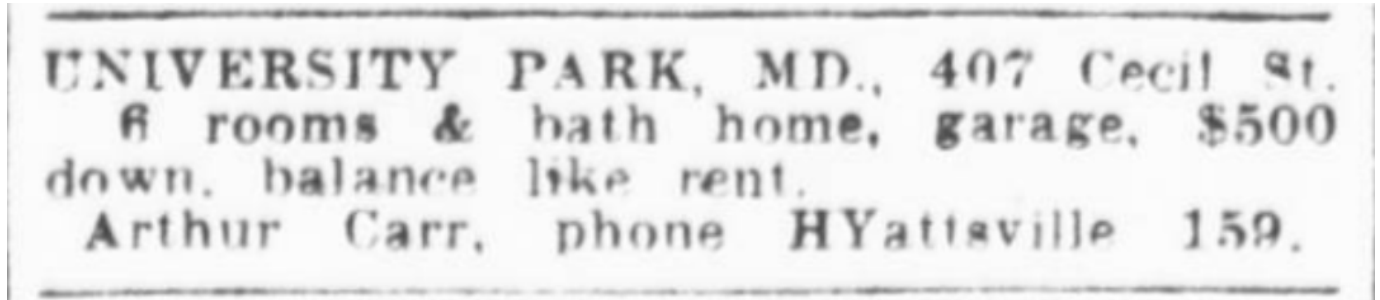 UNIVERSITY PARK, MD., 407 Cecil St.
6 rooms & bath home, garage, $500
down, balance like rent.
Arthur Carr, phone HYattsville 159.